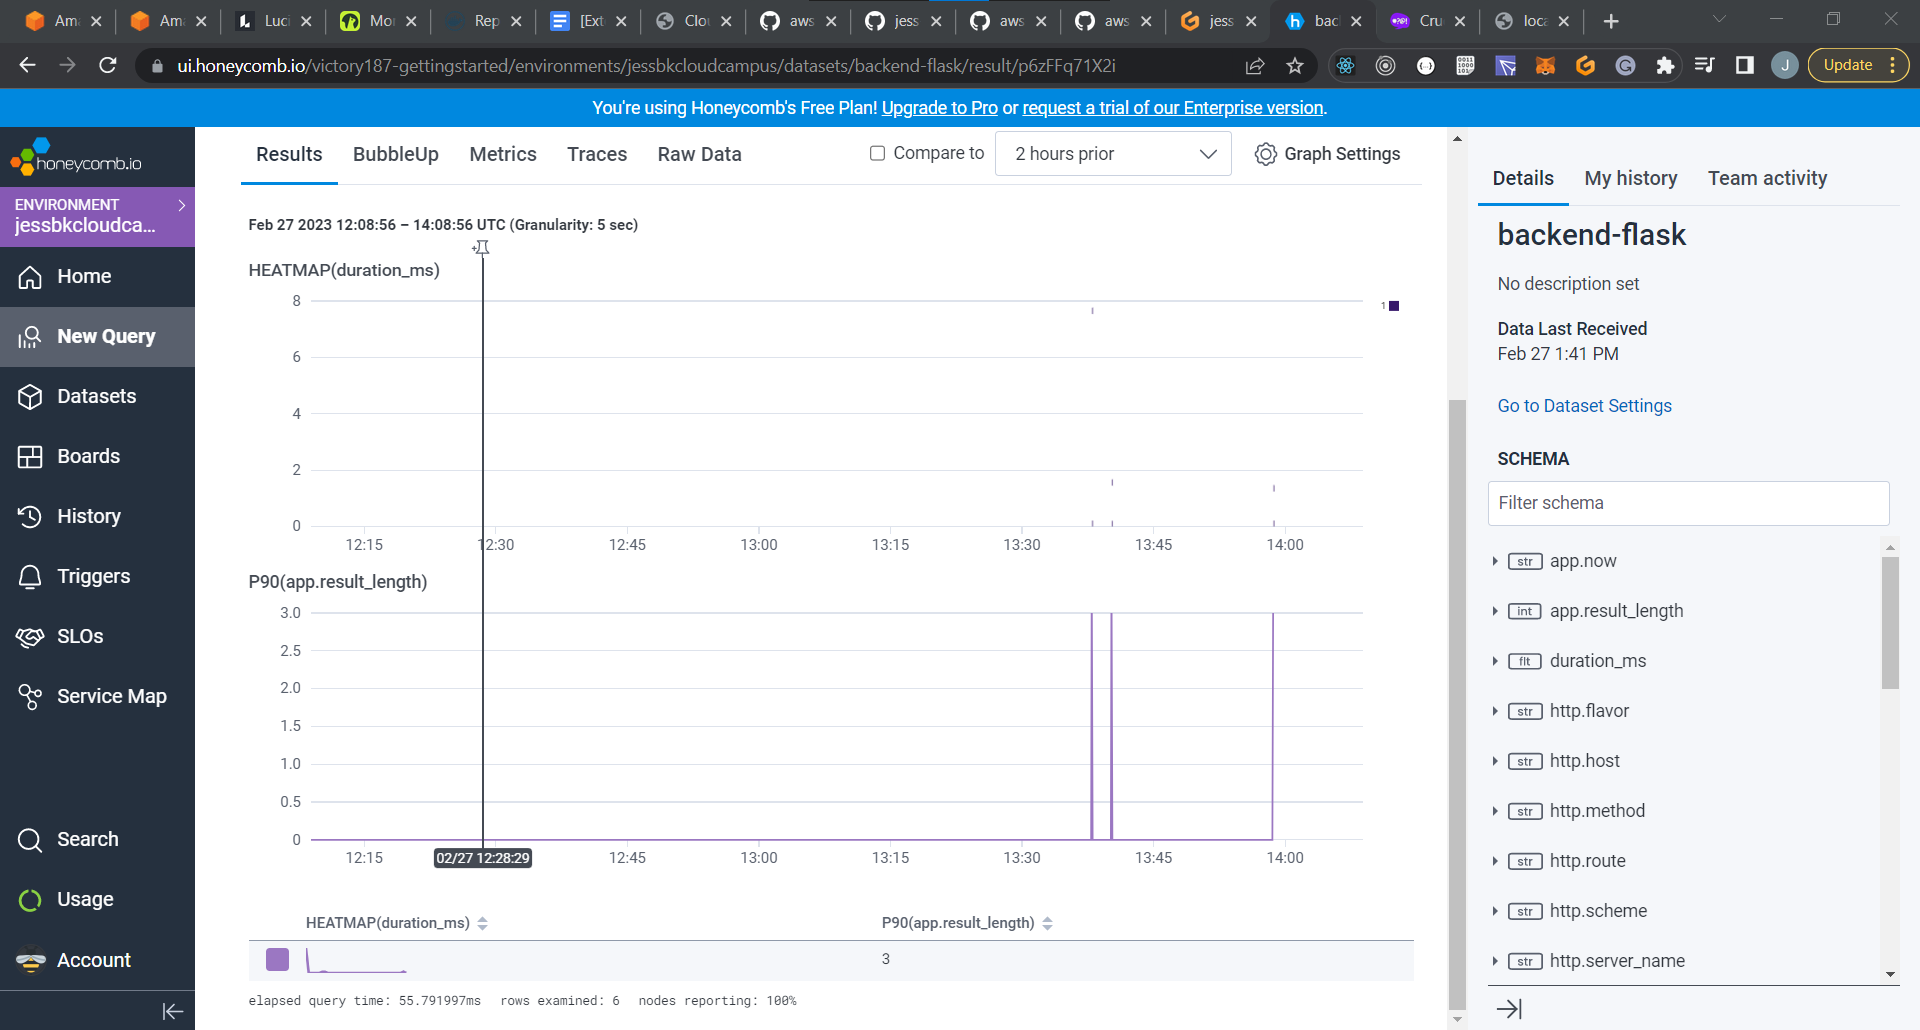 Am
Am
Luci
Mo
Rep
[Ext
Clou
aws
jess
aws
aws
jess
bac
Cru
loca
ui.honeycomb.io/victory187-gettingstarted/environments/jessbkcloudcampus/datasets/backend-flask/result/p6zFFq71X2i
J
Update
You're using Honeycomb's Free Plan! Upgrade to Pro or request a trial of our Enterprise version.
honeycomb.io
ENVIRONMENT
jessbkcloudca...
Home
New Query
Datasets
Boards
History
Triggers
SLOs
Service Map
Search
Usage
Account
Results BubbleUp Metrics Traces Raw Data
Compare to 2 hours prior Graph Settings
Feb 27 2023 12:08:56 – 14:08:56 UTC (Granularity: 5 sec)
HEATMAP(duration_ms)
8
6
4
2
0
1
12:15 12:30 12:45 13:00 13:15 13:30 13:45 14:00
P90(app.result_length)
3.0
2.5
2.0
1.5
1.0
0.5
0
12:15 02/27 12:28:29 12:45 13:00 13:15 13:30 13:45 14:00
HEATMAP(duration_ms) P90(app.result_length)
3
elapsed query time: 55.791997ms rows examined: 6 nodes reporting: 100%
Details My history Team activity
backend-flask
No description set
Data Last Received
Feb 27 1:41 PM
Go to Dataset Settings
SCHEMA
Filter schema
str app.now
int app.result_length
flt duration_ms
str http.flavor
str http.host
str http.method
str http.route
str http.scheme
str http.server_name